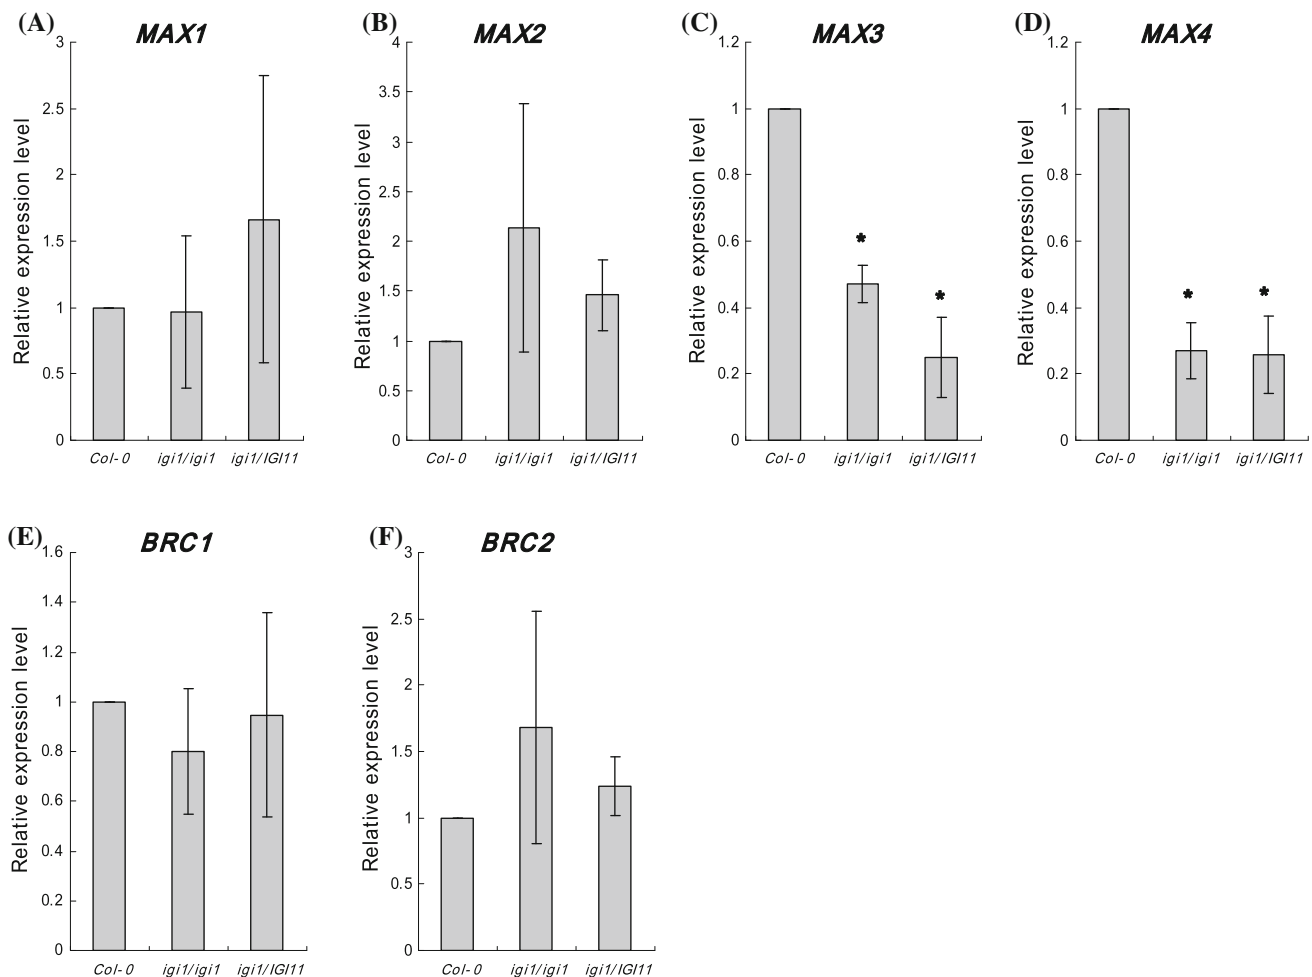 (A) MAX1
3
2.5
2
1.5
1
0.5
0
Relative expression level
Col-0 igi1/igi1 igi1/IGI11
(B) MAX2
4
3.5
3
2.5
2
1.5
1
0.5
0
Relative expression level
Col-0 igi1/igi1 igi1/IGI11
(C) MAX3
1.2
1
0.8
0.6
0.4
0.2
0
Relative expression level
*
*
Col-0 igi1/igi1 igi1/IGI11
(D) MAX4
1.2
1
0.8
0.6
0.4
0.2
0
Relative expression level
* *
Col-0 igi1/igi1 igi1/IGI11
(E) BRC1
1.6
1.4
1.2
1
0.8
0.6
0.4
0.2
0
Relative expression level
Col-0 igi1/igi1 igi1/IGI11
(F) BRC2
3
2.5
2
1.5
1
0.5
0
Relative expression level
Col-0 igi1/igi1 igi1/IGI11